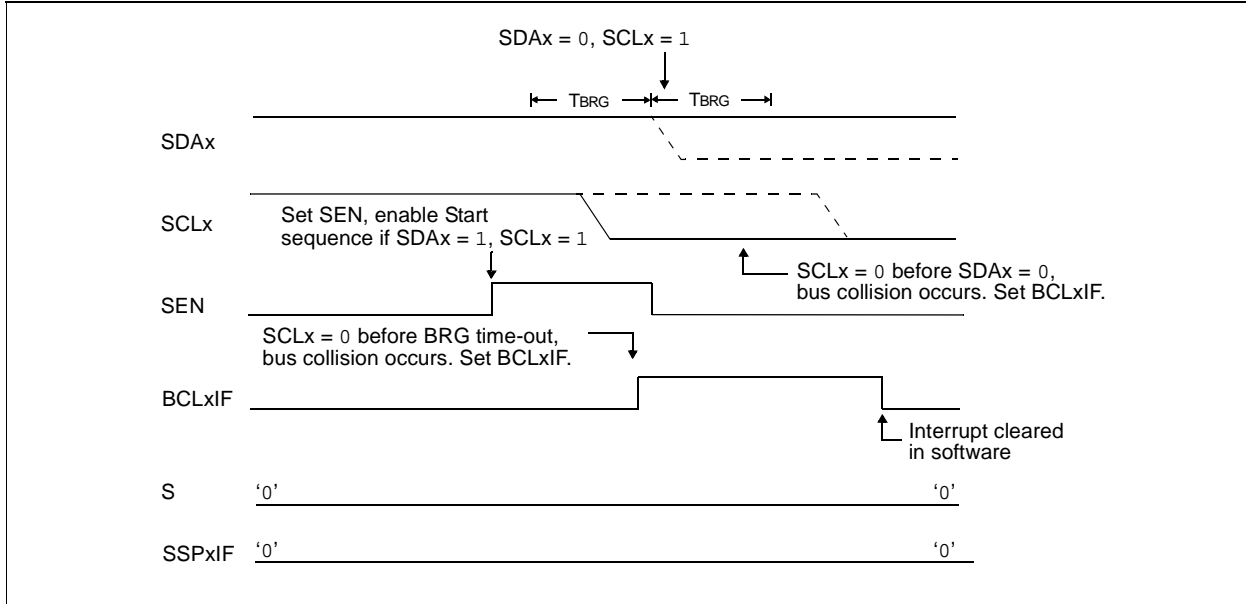 SDAx = 0, SCLx = 1
TBRG TBRG
SDAx
SCLx
Set SEN, enable Start
sequence if SDAx = 1, SCLx = 1
SCLx = 0 before SDAx = 0,
bus collision occurs. Set BCLxIF.
SEN
SCLx = 0 before BRG time-out,
bus collision occurs. Set BCLxIF.
BCLxIF
Interrupt cleared
in software
S ‘0’ ‘0’
SSPxIF ‘0’ ‘0’